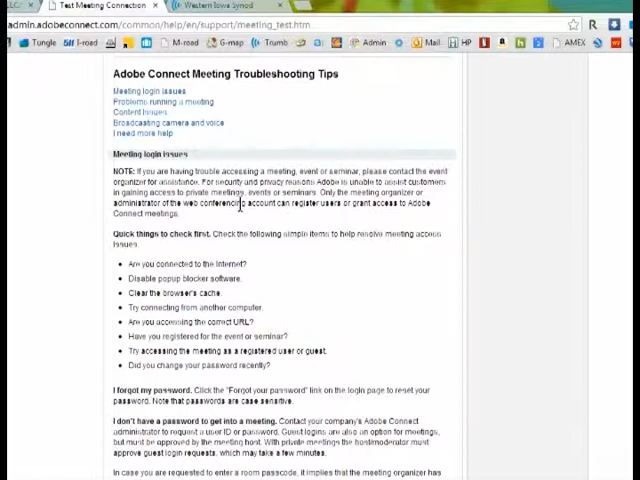 Test Meeting Connection
Western Iowa Synod
admin.adobeconnect.com/common/help/en/support/meeting_test.htm
Tungle
M-road
G-map
Trumb
Admin
Mail
HP
AMEX
Adobe Connect Meeting Troubleshooting Tips
Meeting login issues
Problems running a meeting
Content issues
Broadcasting camera and voice
I need more help
Meeting login issues
NOTE: If you are having trouble accessing a meeting, event or seminar, please contact the event
organizer for assistance. For security and privacy reasons Adobe is unable to assist customers
in gaining access to private meetings, events or seminars. Only the meeting organizer or
administrator of the web conferencing account can register users or grant access to Adobe
Connect meetings.
Quick things to check first. Check the following simple items to help resolve meeting access
issues.
Are you connected to the Internet?
Disable popup blocker software.
Clear the browser's cache.
Try connecting from another computer.
Are you accessing the correct URL?
Have you registered for the event or seminar?
Try accessing the meeting as a registered user or guest.
Did you change your password recently?
I forgot my password. Click the "Forgot your password" link on the login page to reset your
password. Note that passwords are case sensitive.
I don't have a password to get into a meeting. Contact your company's Adobe Connect
administrator to request a user ID or password. Guest logins are also an option for meetings,
but must be approved by the meeting host. With private meetings the host/moderator must
approve guest login requests, which may take a few minutes.
In case you are requested to enter a room passcode, it implies that the meeting organizer has